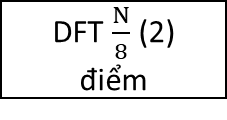 DFT N/8 (2)
điểm